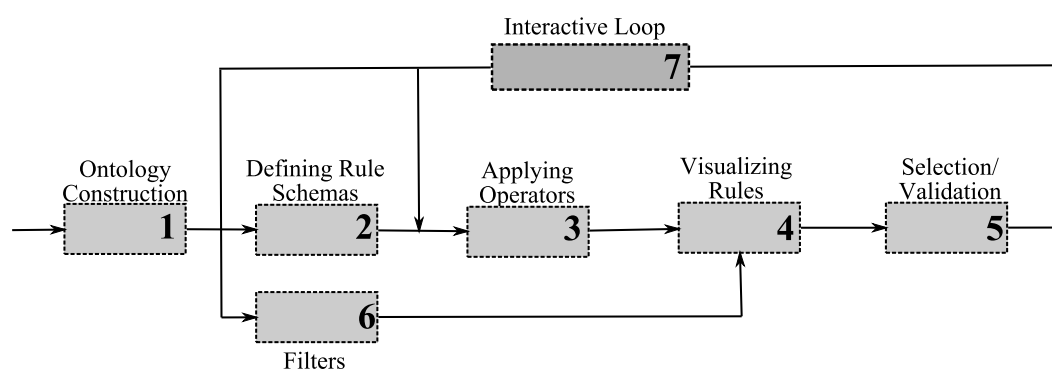 Interactive Loop
7
Ontology
Construction
1
Defining Rule
Schemas
2
Applying
Operators
3
Visualizing
Rules
4
Selection/
Validation
5
6
Filters